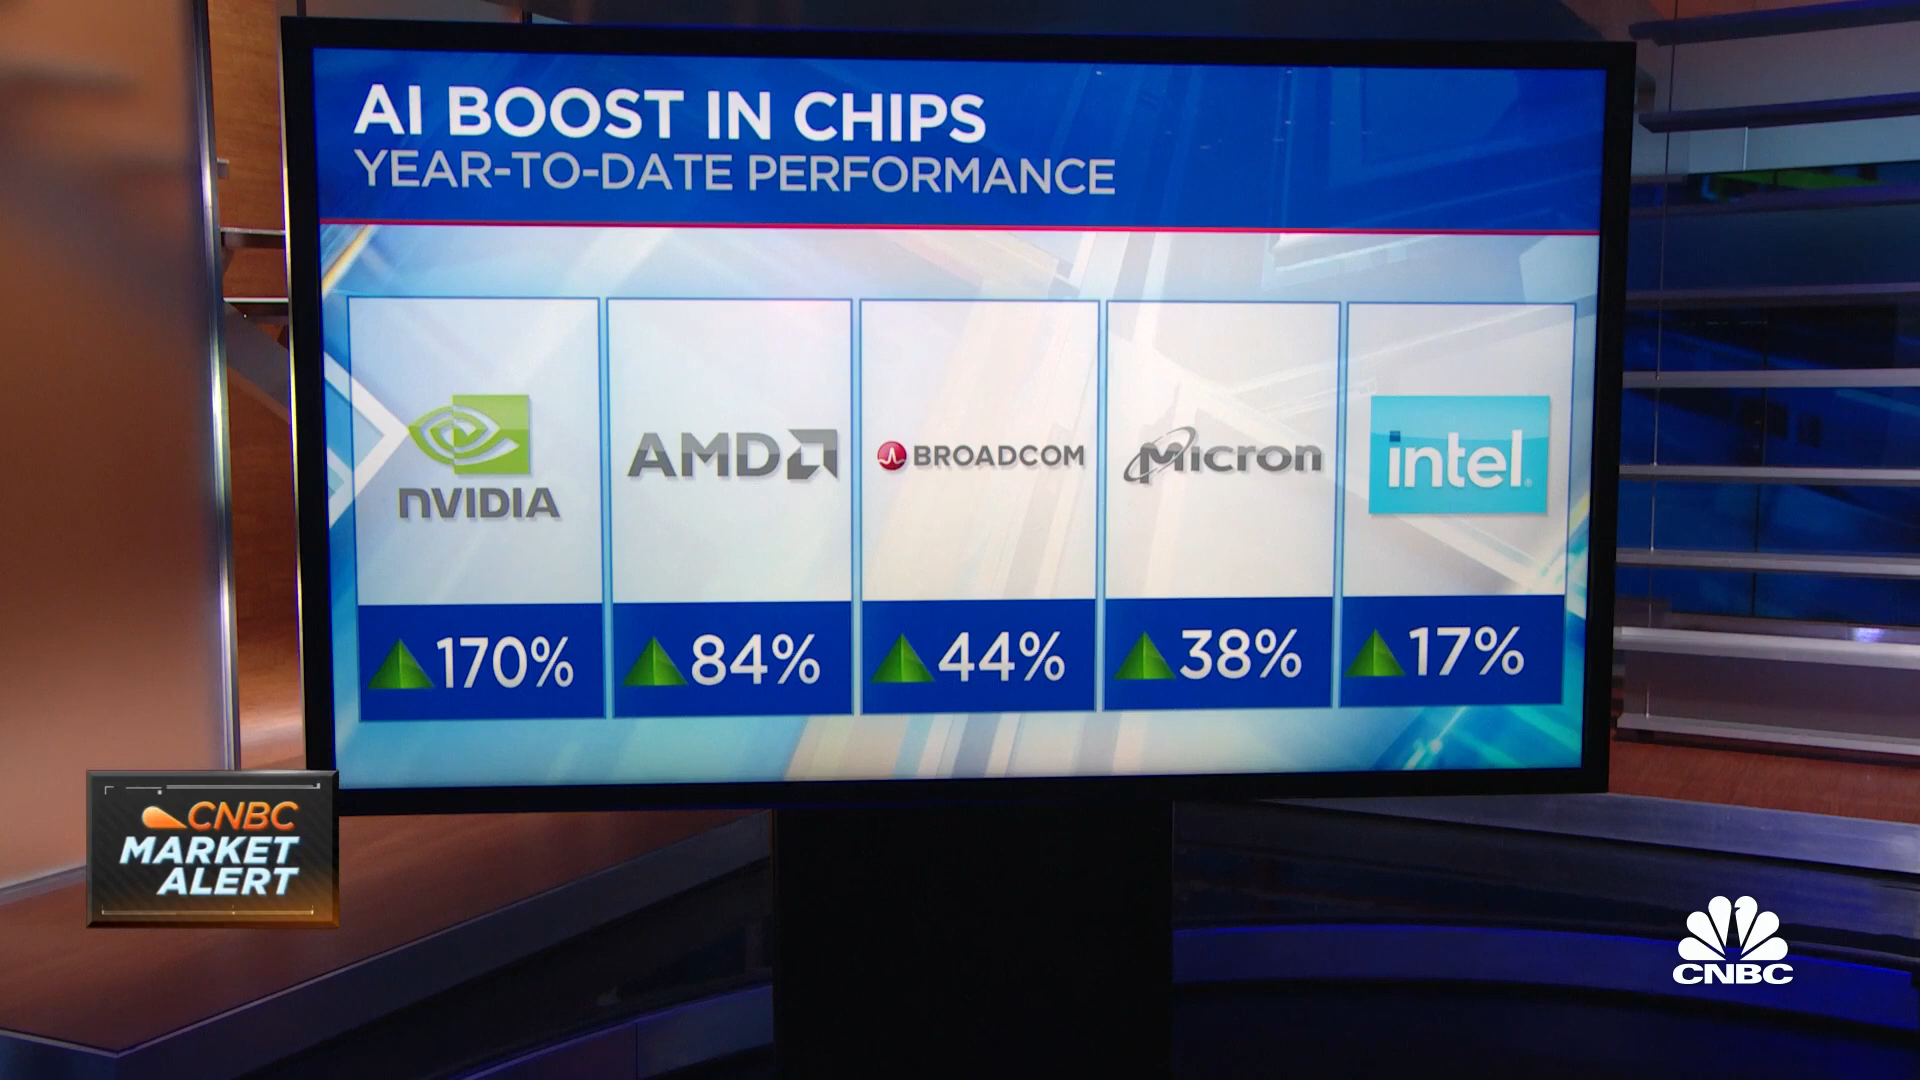 AI BOOST IN CHIPS
YEAR-TO-DATE PERFORMANCE
NVIDIA
AMD
BROADCOM
Micron
intel
170%
84%
44%
38%
17%
CNBC
MARKET
ALERT
CNBC